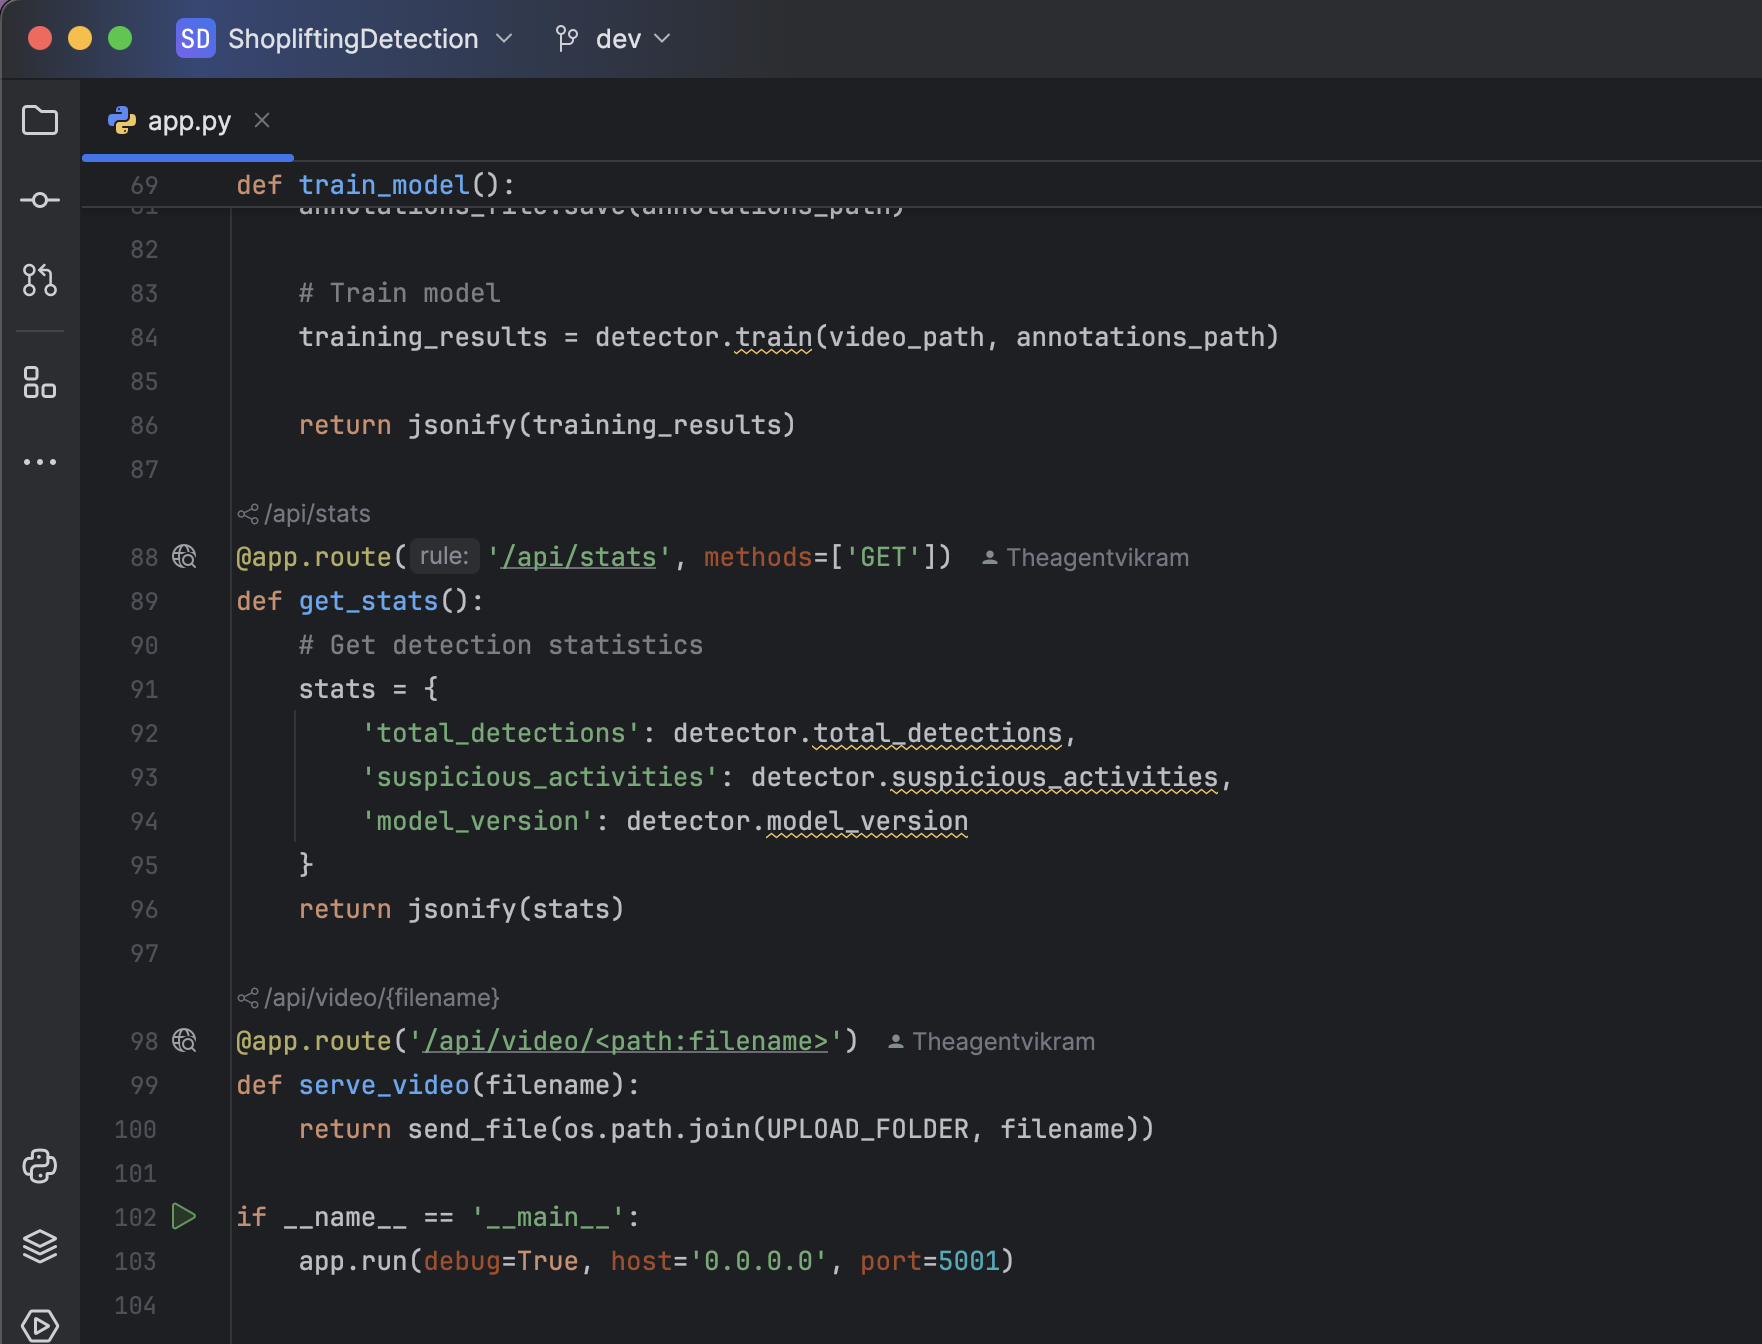 SD ShopliftingDetection dev
app.py
69 def train_model():
81 annotations_file.save(annotations_path)
82
83 # Train model
84 training_results = detector.train(video_path, annotations_path)
85
86 return jsonify(training_results)
87
/api/stats
88 @app.route( rule: '/api/stats', methods=['GET']) Theagentvikram
89 def get_stats():
90 # Get detection statistics
91 stats = {
92 'total_detections': detector.total_detections,
93 'suspicious_activities': detector.suspicious_activities,
94 'model_version': detector.model_version
95 }
96 return jsonify(stats)
97
/api/video/{filename}
98 @app.route('/api/video/<path:filename>') Theagentvikram
99 def serve_video(filename):
100 return send_file(os.path.join(UPLOAD_FOLDER, filename))
101
102 if __name__ == '__main__':
103 app.run(debug=True, host='0.0.0.0', port=5001)
104